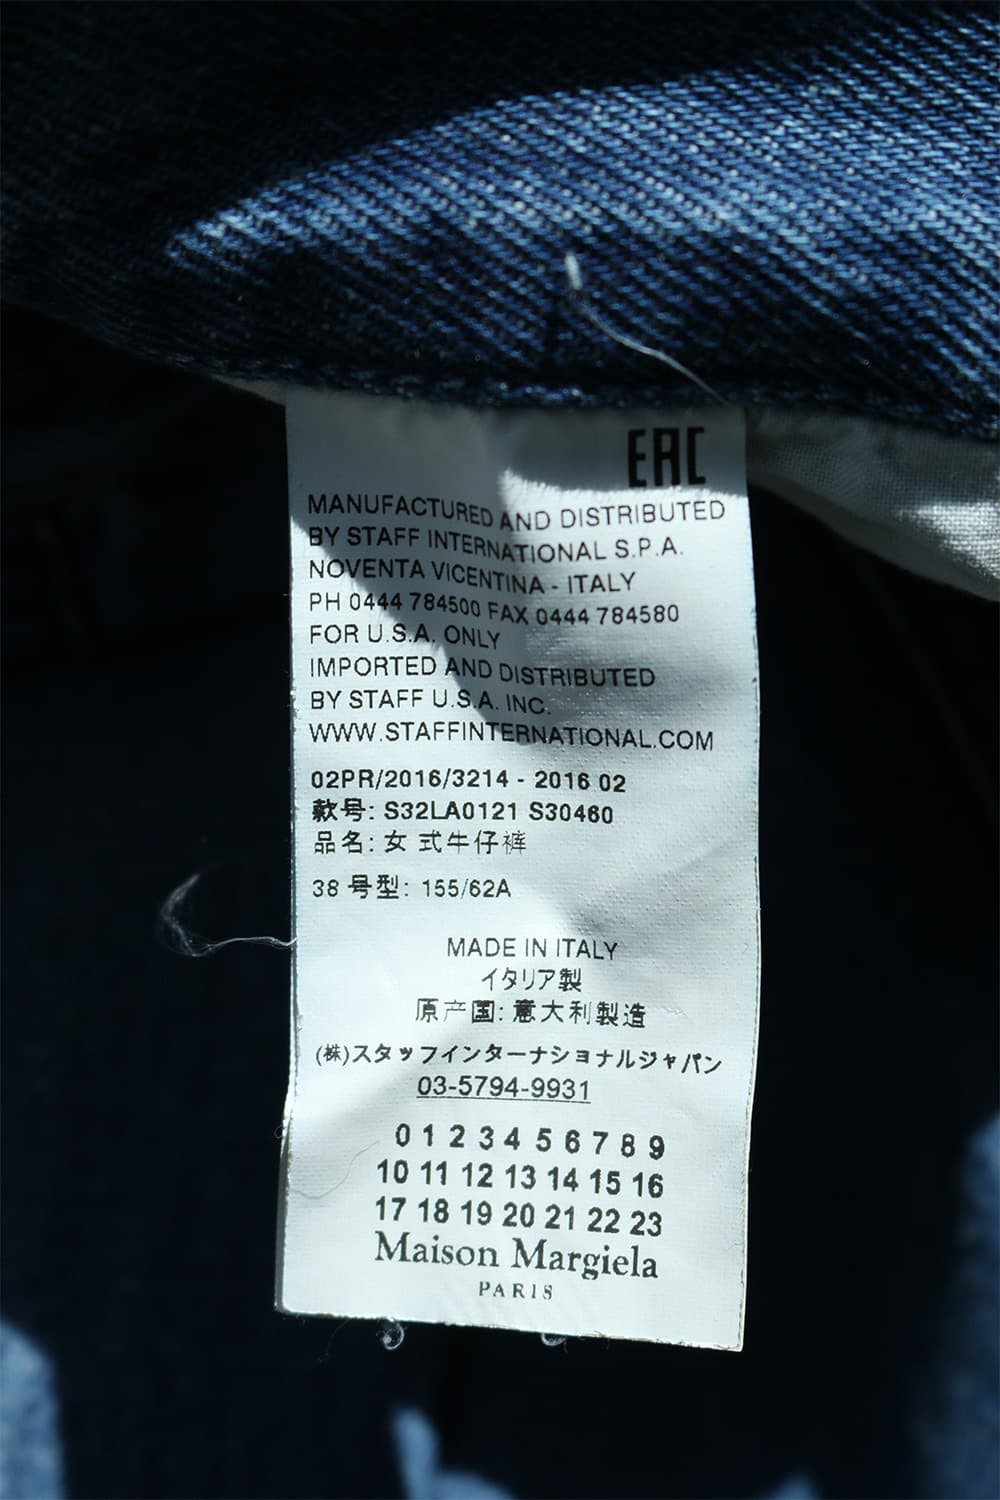 EAC
MANUFACTURED AND DISTRIBUTED
BY STAFF INTERNATIONAL S.P.A.
NOVENTA VICENTINA - ITALY
PH 0444 784500 FAX 0444 784580
FOR U.S.A. ONLY
IMPORTED AND DISTRIBUTED
BY STAFF U.S.A. INC.
WWW.STAFFINTERNATIONAL.COM
02PR/2016/3214 - 2016 02
款号: S32LA0121 S30460
品名: 女式牛仔裤
38 号型: 155/62A
MADE IN ITALY
イタリア製
原产国: 意大利製造
(株)スタッフインターナショナルジャパン
03-5794-9931
0 1 2 3 4 5 6 7 8 9
10 11 12 13 14 15 16
17 18 19 20 21 22 23
Maison Margiela
PARIS